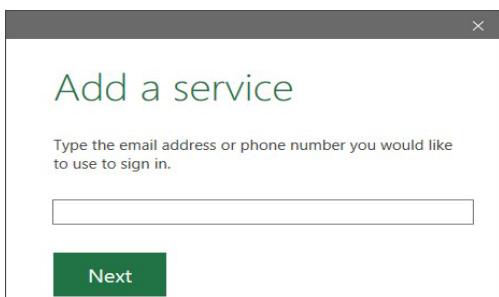 Add a service
Type the email address or phone number you would like
to use to sign in.
Next